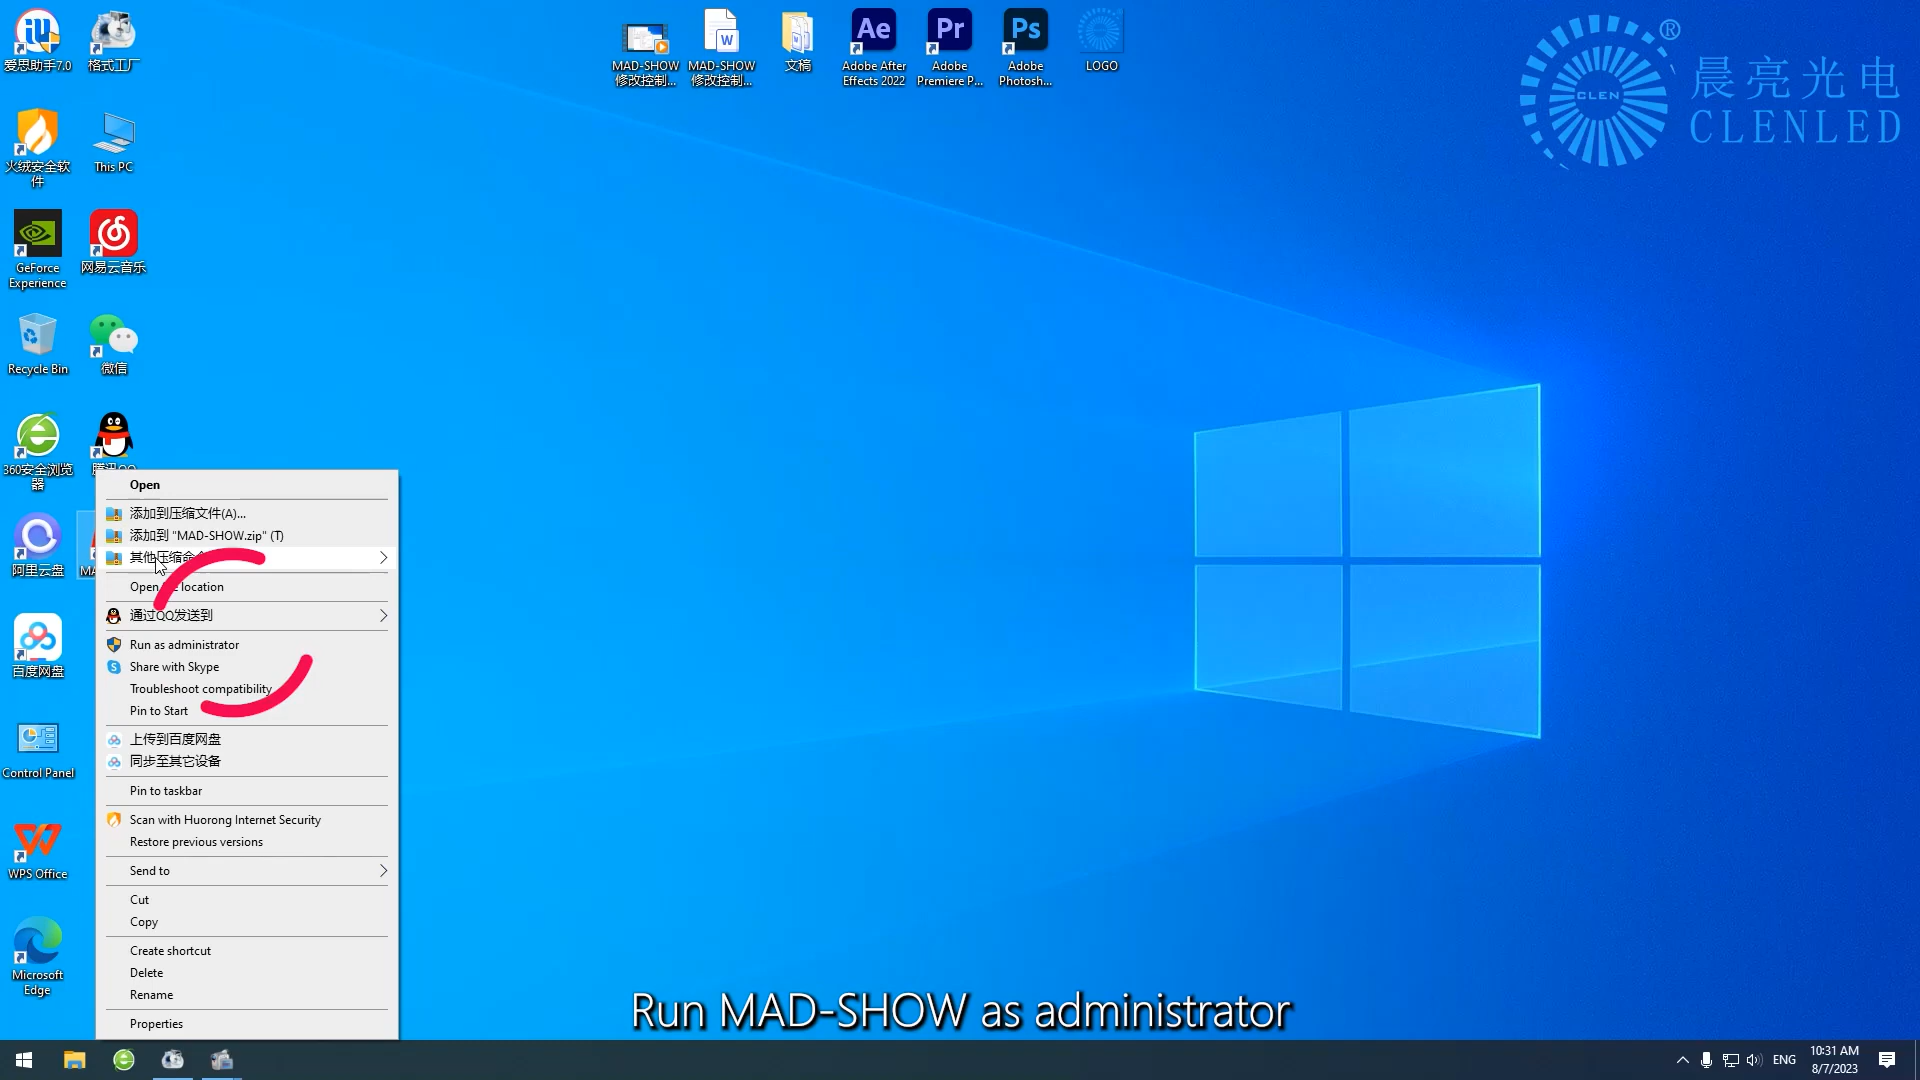 爱思助手7.0
格式工厂
火绒安全软
件
This PC
GeForce
Experience
网易云音乐
Recycle Bin
微信
360安全浏览
器
阿里云盘
百度网盘
Control Panel
WPS Office
Microsoft
Edge
MAD-SHOW
修改控制...
MAD-SHOW
修改控制...
文稿
Ae
Adobe After
Effects 2022
Pr
Adobe
Premiere P...
Ps
Adobe
Photosh...
LOGO
CLEN
®
晨亮光电
CLENLED
Open
添加到压缩文件(A)...
添加到 "MAD-SHOW.zip" (T)
其他压缩命令
Open location
通过QQ发送到
Run as administrator
Share with Skype
Troubleshoot compatibility
Pin to Start
上传到百度网盘
同步至其它设备
Pin to taskbar
Scan with Huorong Internet Security
Restore previous versions
Send to
Cut
Copy
Create shortcut
Delete
Rename
Properties
Run MAD-SHOW as administrator
ENG
10:31 AM
8/7/2023